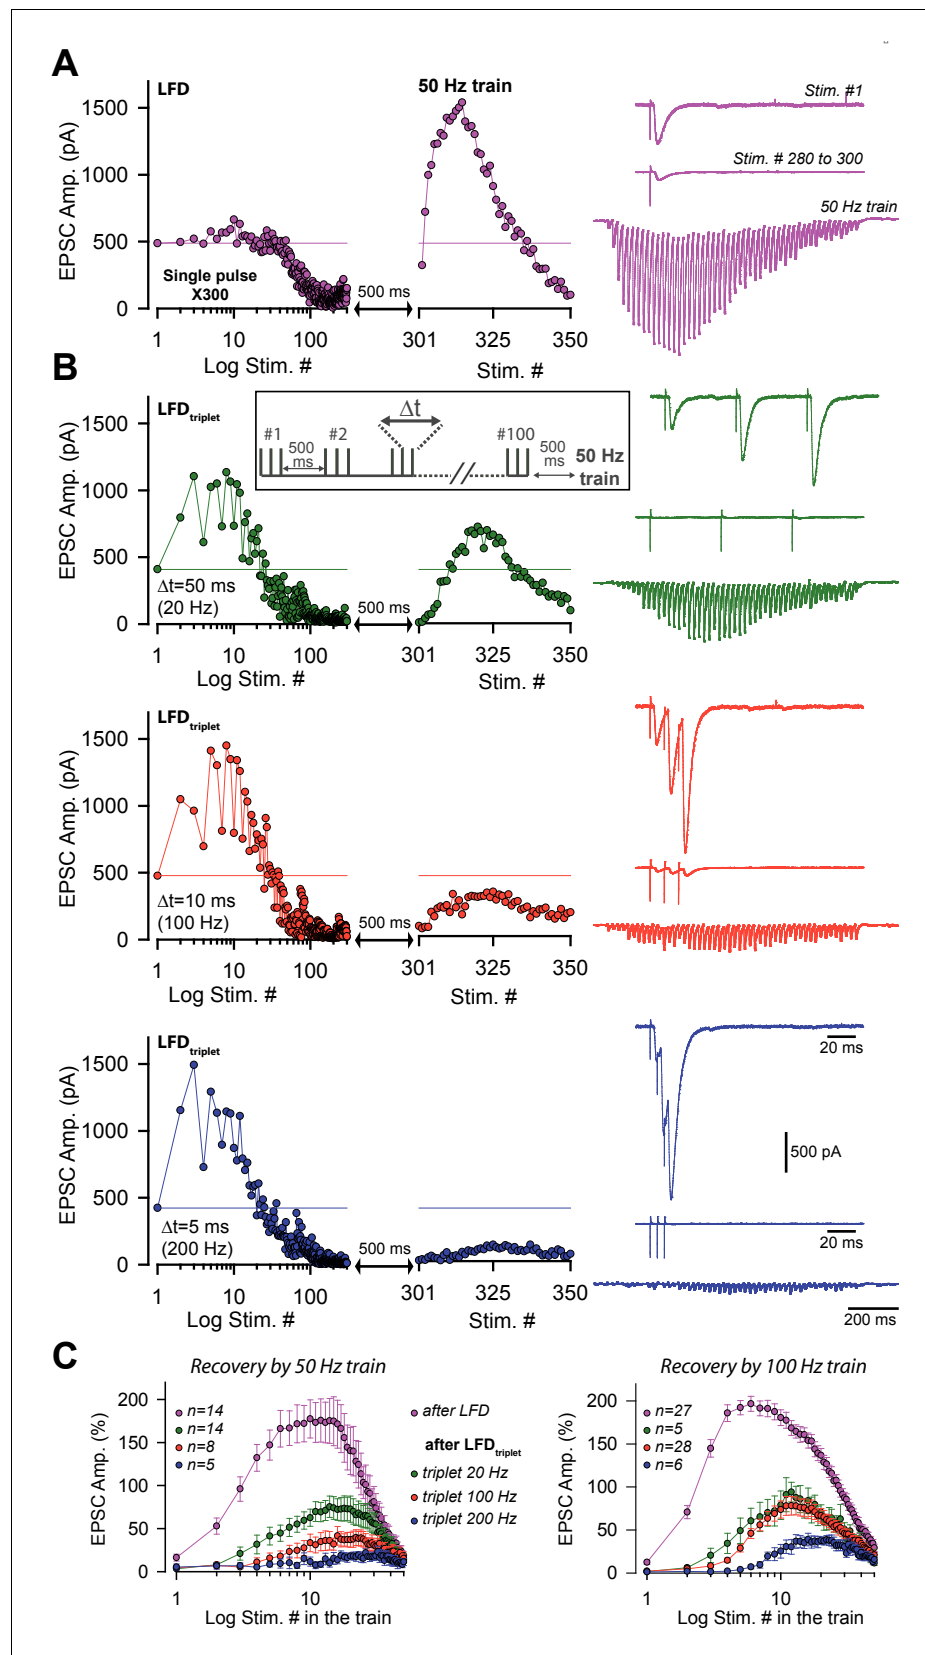 A
LFD
50 Hz train
EPSC Amp. (pA)
1500
1000
500
0
Single pulse
X300
500 ms
1 10 100
Log Stim. #
301 325 350
Stim. #
Stim. #1
Stim. # 280 to 300
50 Hz train
B
LFDtriplet
EPSC Amp. (pA)
1500
1000
500
0
Δt
#1 #2 #100
500 ms
500 ms
50 Hz train
Δt=50 ms
(20 Hz)
500 ms
1 10 100
Log Stim. #
301 325 350
Stim. #
LFDtriplet
EPSC Amp. (pA)
1500
1000
500
0
Δt=10 ms
(100 Hz)
500 ms
1 10 100
Log Stim. #
301 325 350
Stim. #
LFDtriplet
EPSC Amp. (pA)
1500
1000
500
0
Δt=5 ms
(200 Hz)
500 ms
1 10 100
Log Stim. #
301 325 350
Stim. #
20 ms
500 pA
20 ms
200 ms
C
Recovery by 50 Hz train
EPSC Amp. (%)
200
150
100
50
0
n=14
n=14
n=8
n=5
1 10
Log Stim. # in the train
after LFD
after LFDtriplet
triplet 20 Hz
triplet 100 Hz
triplet 200 Hz
Recovery by 100 Hz train
EPSC Amp. (%)
200
150
100
50
0
n=27
n=5
n=28
n=6
1 10
Log Stim. # in the train